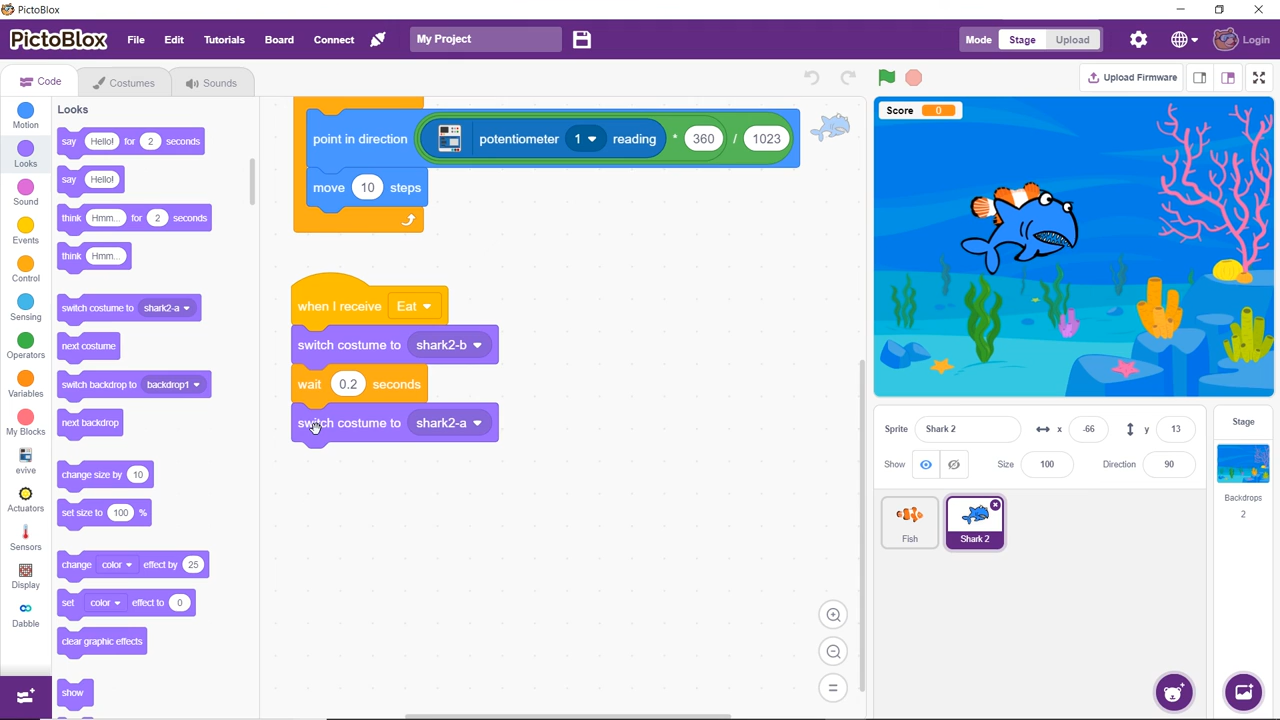 PictoBlox
PictoBlox File Edit Tutorials Board Connect My Project Mode Stage Upload Login
Code Costumes Sounds Upload Firmware
Motion
Looks
Sound
Events
Control
Sensing
Operators
Variables
My Blocks
evive
Actuators
Sensors
Display
Dabble
Looks
say Hello! for 2 seconds
say Hello!
think Hmm... for 2 seconds
think Hmm...
switch costume to shark2-a
next costume
switch backdrop to backdrop1
next backdrop
change size by 10
set size to 100 %
change color effect by 25
set color effect to 0
clear graphic effects
show
point in direction potentiometer 1 reading * 360 / 1023
move 10 steps
when I receive Eat
switch costume to shark2-b
wait 0.2 seconds
switch costume to shark2-a
Score 0
Sprite Shark 2 x -66 y 13
Show Size 100 Direction 90
Fish
Shark 2
Stage
Backdrops
2